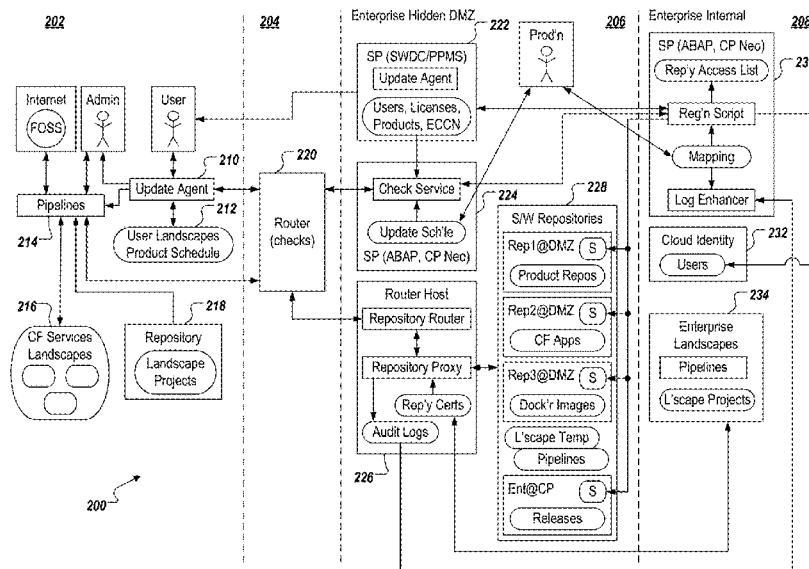 202
204
Enterprise Hidden DMZ
206
Enterprise Internal
208
Internet
FOSS
Admin
User
210
Update Agent
Pipelines
212
214
User Landscapes
Product Schedule
216
CF Services
Landscapes
218
Repository
Landscape
Projects
200
220
Router
(checks)
222
SP (SWDC/PPMS)
Update Agent
Users, Licenses,
Products, ECCN
Check Service
224
Update Sch'le
SP (ABAP, CP Neo)
Router Host
Repository Router
Repository Proxy
Rep'y Certs
Audit Logs
226
Prod'n
228
S/W Repositories
Rep1@DMZ
S
Product Repos
Rep2@DMZ
S
CF Apps
Rep3@DMZ
S
Dock'r Images
L'scape Temp
Pipelines
Enf@CP
S
Releases
SP (ABAP, CP Neo)
Rep'y Access List
Reg'n Script
Mapping
Log Enhancer
Cloud Identity
232
Users
234
Enterprise
Landscapes
Pipelines
L'scape Projects